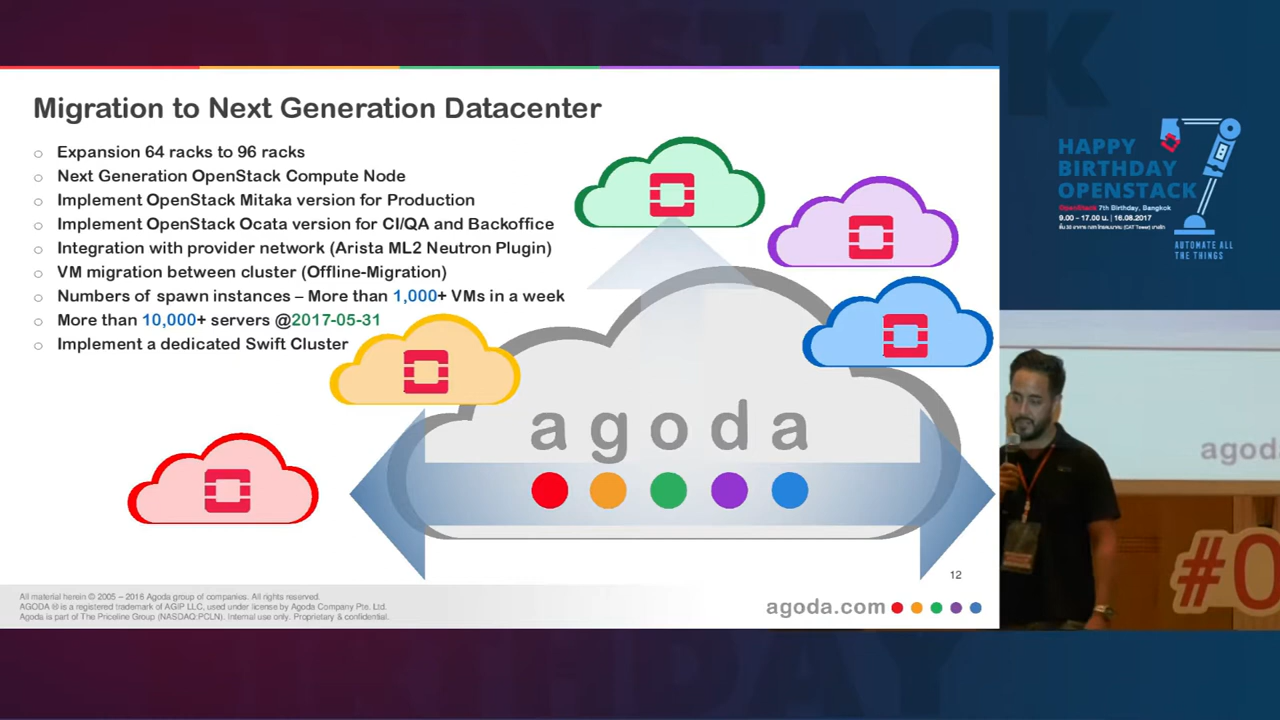 Migration to Next Generation Datacenter
Expansion 64 racks to 96 racks
Next Generation OpenStack Compute Node
Implement OpenStack Mitaka version for Production
Implement OpenStack Ocata version for CI/QA and Backoffice
Integration with provider network (Arista ML2 Neutron Plugin)
VM migration between cluster (Offline-Migration)
Numbers of spawn instances – More than 1,000+ VMs in a week
More than 10,000+ servers @2017-05-31
Implement a dedicated Swift Cluster
agoda
12
All material herein © 2005 – 2016 Agoda group of companies. All rights reserved.
AGODA ® is a registered trademark of AGIP LLC, used under license by Agoda Company Pte. Ltd.
Agoda is part of The Priceline Group (NASDAQ:PCLN). Internal use only. Proprietary & confidential.
agoda.com
HAPPY
BIRTHDAY
OPENSTACK
OpenStack 7th Birthday, Bangkok
9.00 - 17.00 น. | 16.08.2017
(CAT Tower)
AUTOMATE ALL
THE THINGS
agoda
#O